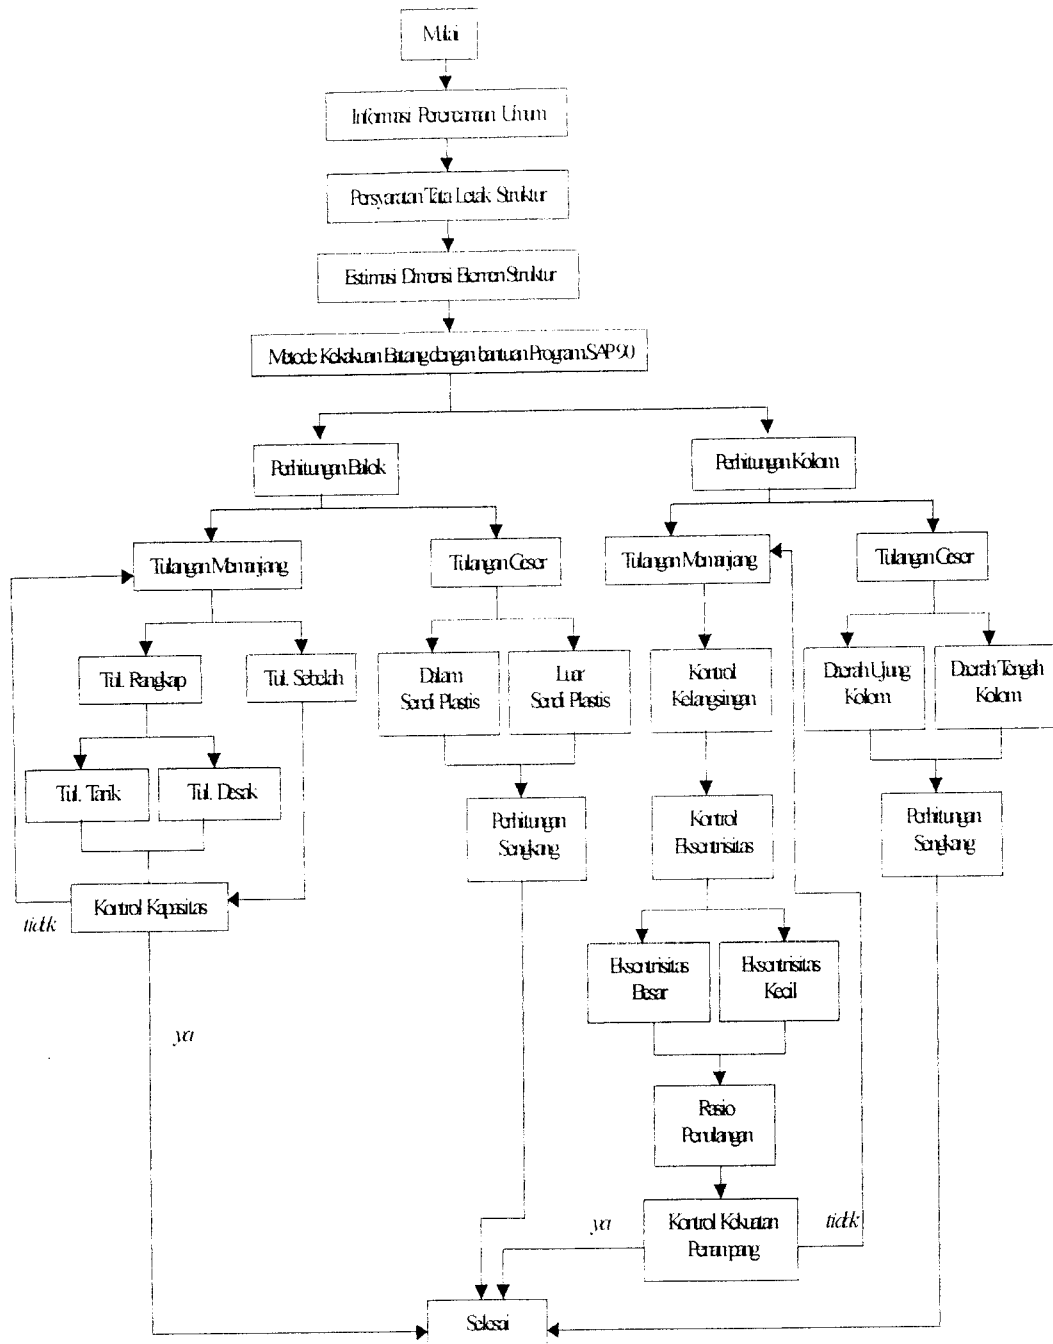 Mulai
Informasi Perencanaan Umum
Persyaratan Tata Letak Struktur
Estimasi Dimensi Elemen Struktur
Metode Kekakuan Batang dengan bantuan Program SAP 90
Perhitungan Balok
Perhitungan Kolom
Tulangan Memanjang
Tulangan Geser
Tulangan Memanjang
Tulangan Geser
Tul. Rangkap
Tul. Sebelah
Dalam
Sendi Plastis
Luar
Sendi Plastis
Kontrol
Kelangsingan
Daerah Ujung
Kolom
Daerah Tengah
Kolom
Tul. Tarik
Tul. Desak
Perhitungan
Sengkang
Kontrol
Eksentrisitas
Perhitungan
Sengkang
Kontrol Kapasitas
tidak
Eksentrisitas
Besar
Eksentrisitas
Kecil
ya
Rasio
Penulangan
Kontrol Kekuatan
Penampang
ya
tidak
Selesai